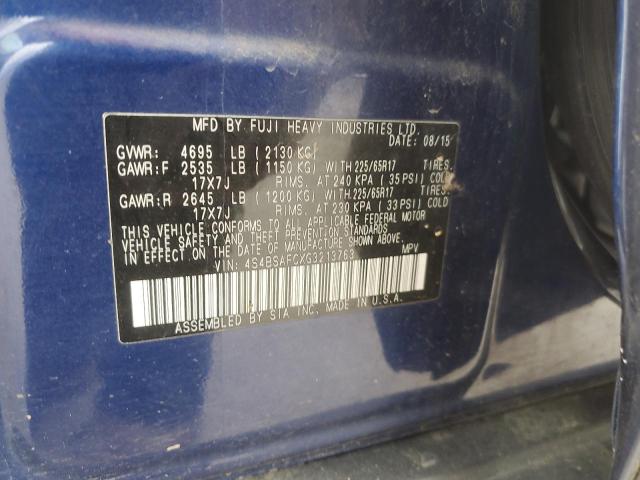 MFD BY FUJI HEAVY INDUSTRIES LTD.
DATE: 08/15
GVWR: 4695 LB (2130 KG)
GAWR:F 2535 LB (1150 KG) WITH 225/65R17 TIRES.
17X7J RIMS. AT 240 KPA (35 PSI) COLD
GAWR:R 2645 LB (1200 KG) WITH 225/65R17 TIRES.
17X7J RIMS. AT 230 KPA (33 PSI) COLD
THIS VEHICLE CONFORMS TO ALL APPLICABLE FEDERAL MOTOR
VEHICLE SAFETY AND THEFT PREVENTION STANDARDS
IN EFFECT ON THE DATE OF MANUFACTURE SHOWN ABOVE.
VIN: 4S4BSAFCXG3213763 MPV
ASSEMBLED BY SIA INC. MADE IN U.S.A.